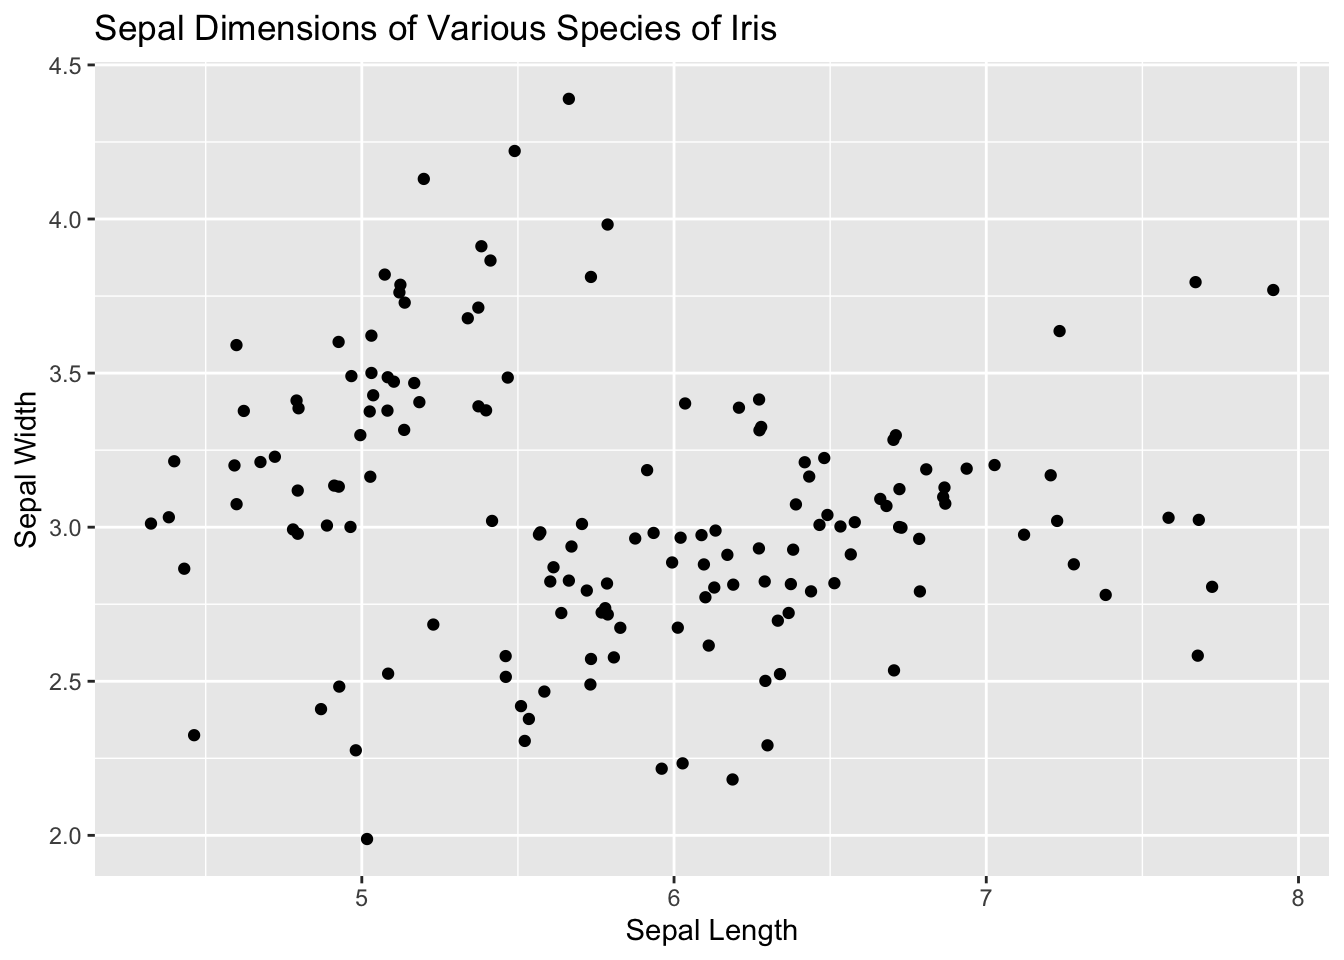 Sepal Dimensions of Various Species of Iris
4.5
4.0
3.5
3.0
2.5
2.0
Sepal Width
5 6 7 8
Sepal Length